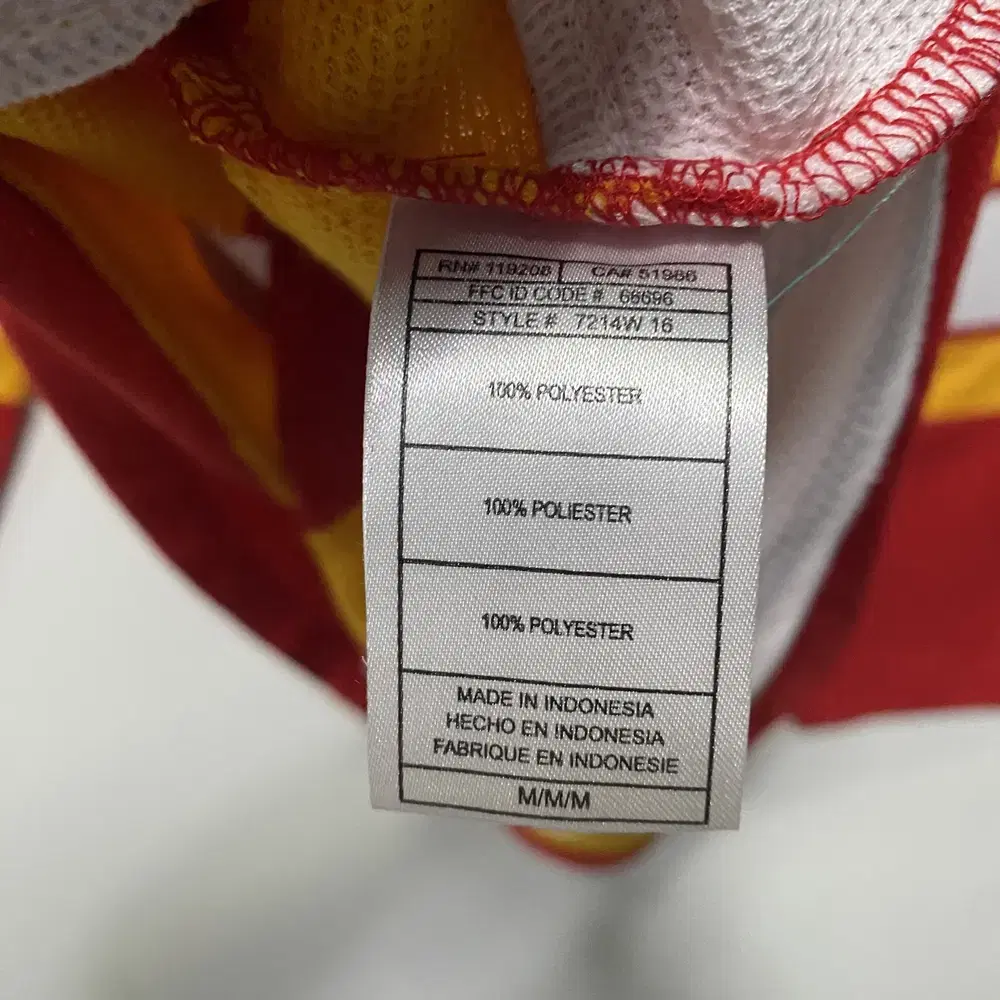 RN# 119208 CA# 51986
FFC ID CODE # 66696
STYLE # 7214W 16
100% POLYESTER
100% POLIESTER
100% POLYESTER
MADE IN INDONESIA
HECHO EN INDONESIA
FABRIQUE EN INDONESIE
M/M/M